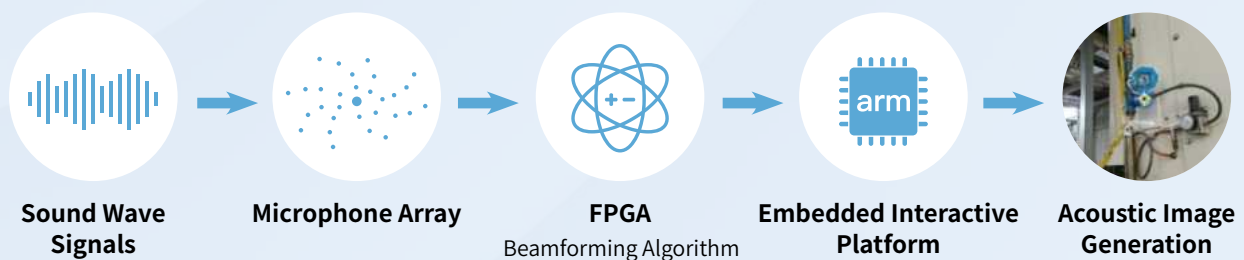 arm
Sound Wave
Signals
Microphone Array
FPGA
Beamforming Algorithm
Embedded Interactive
Platform
Acoustic Image
Generation